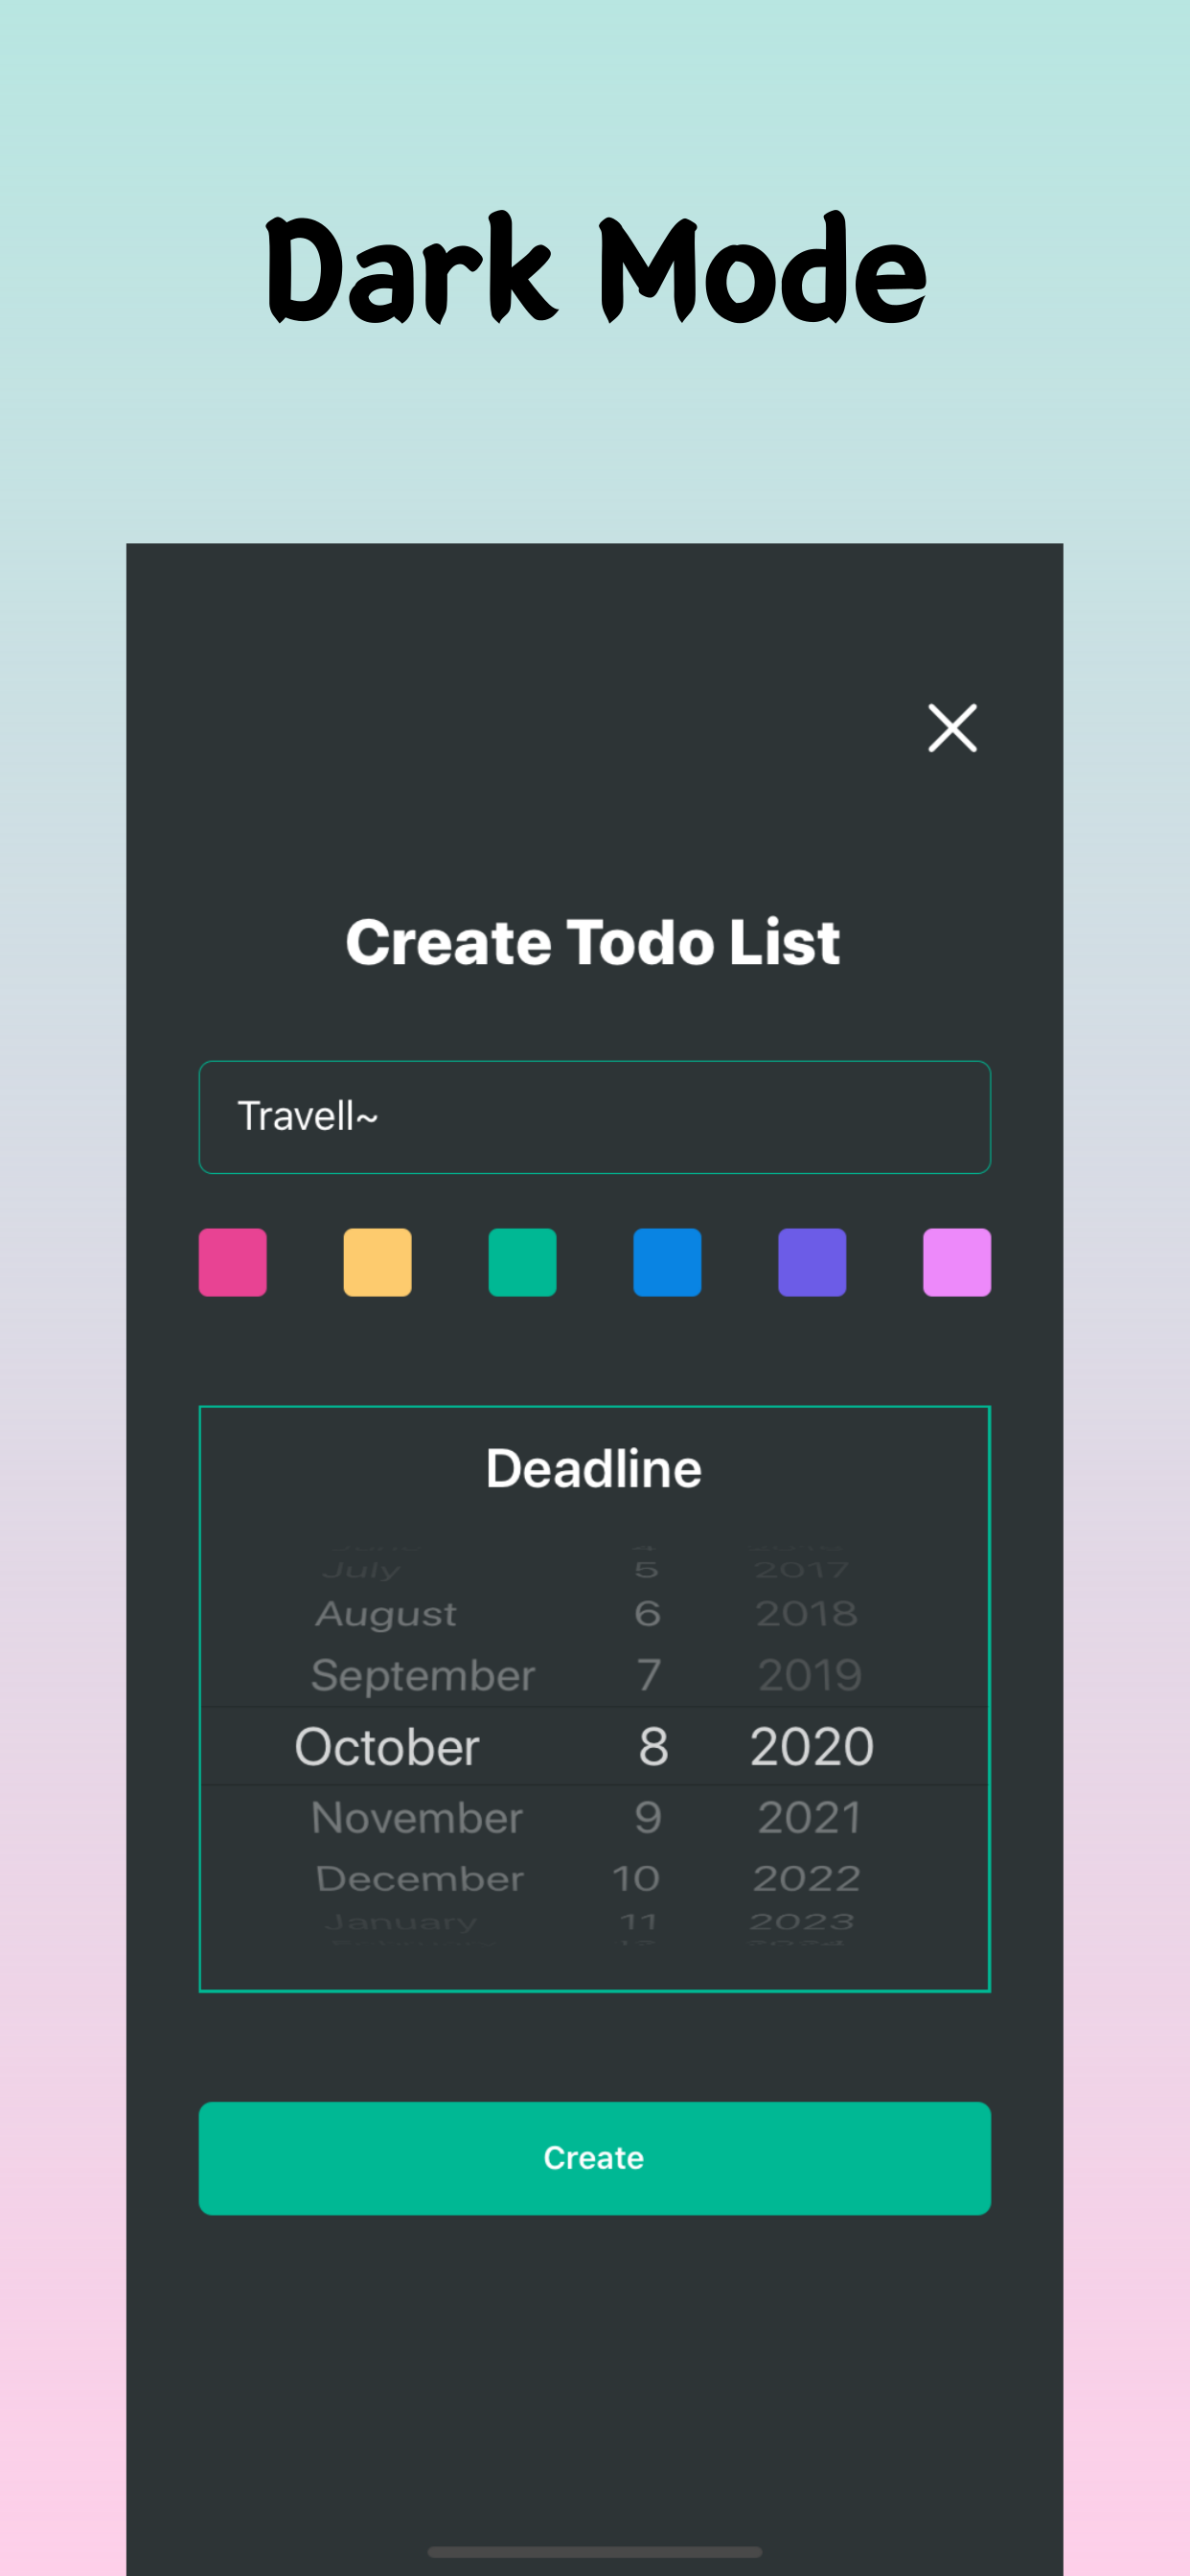 Dark Mode
Create Todo List
Travell~
Deadline
July 5 2017
August 6 2018
September 7 2019
October 8 2020
November 9 2021
December 10 2022
January 11 2023
Create